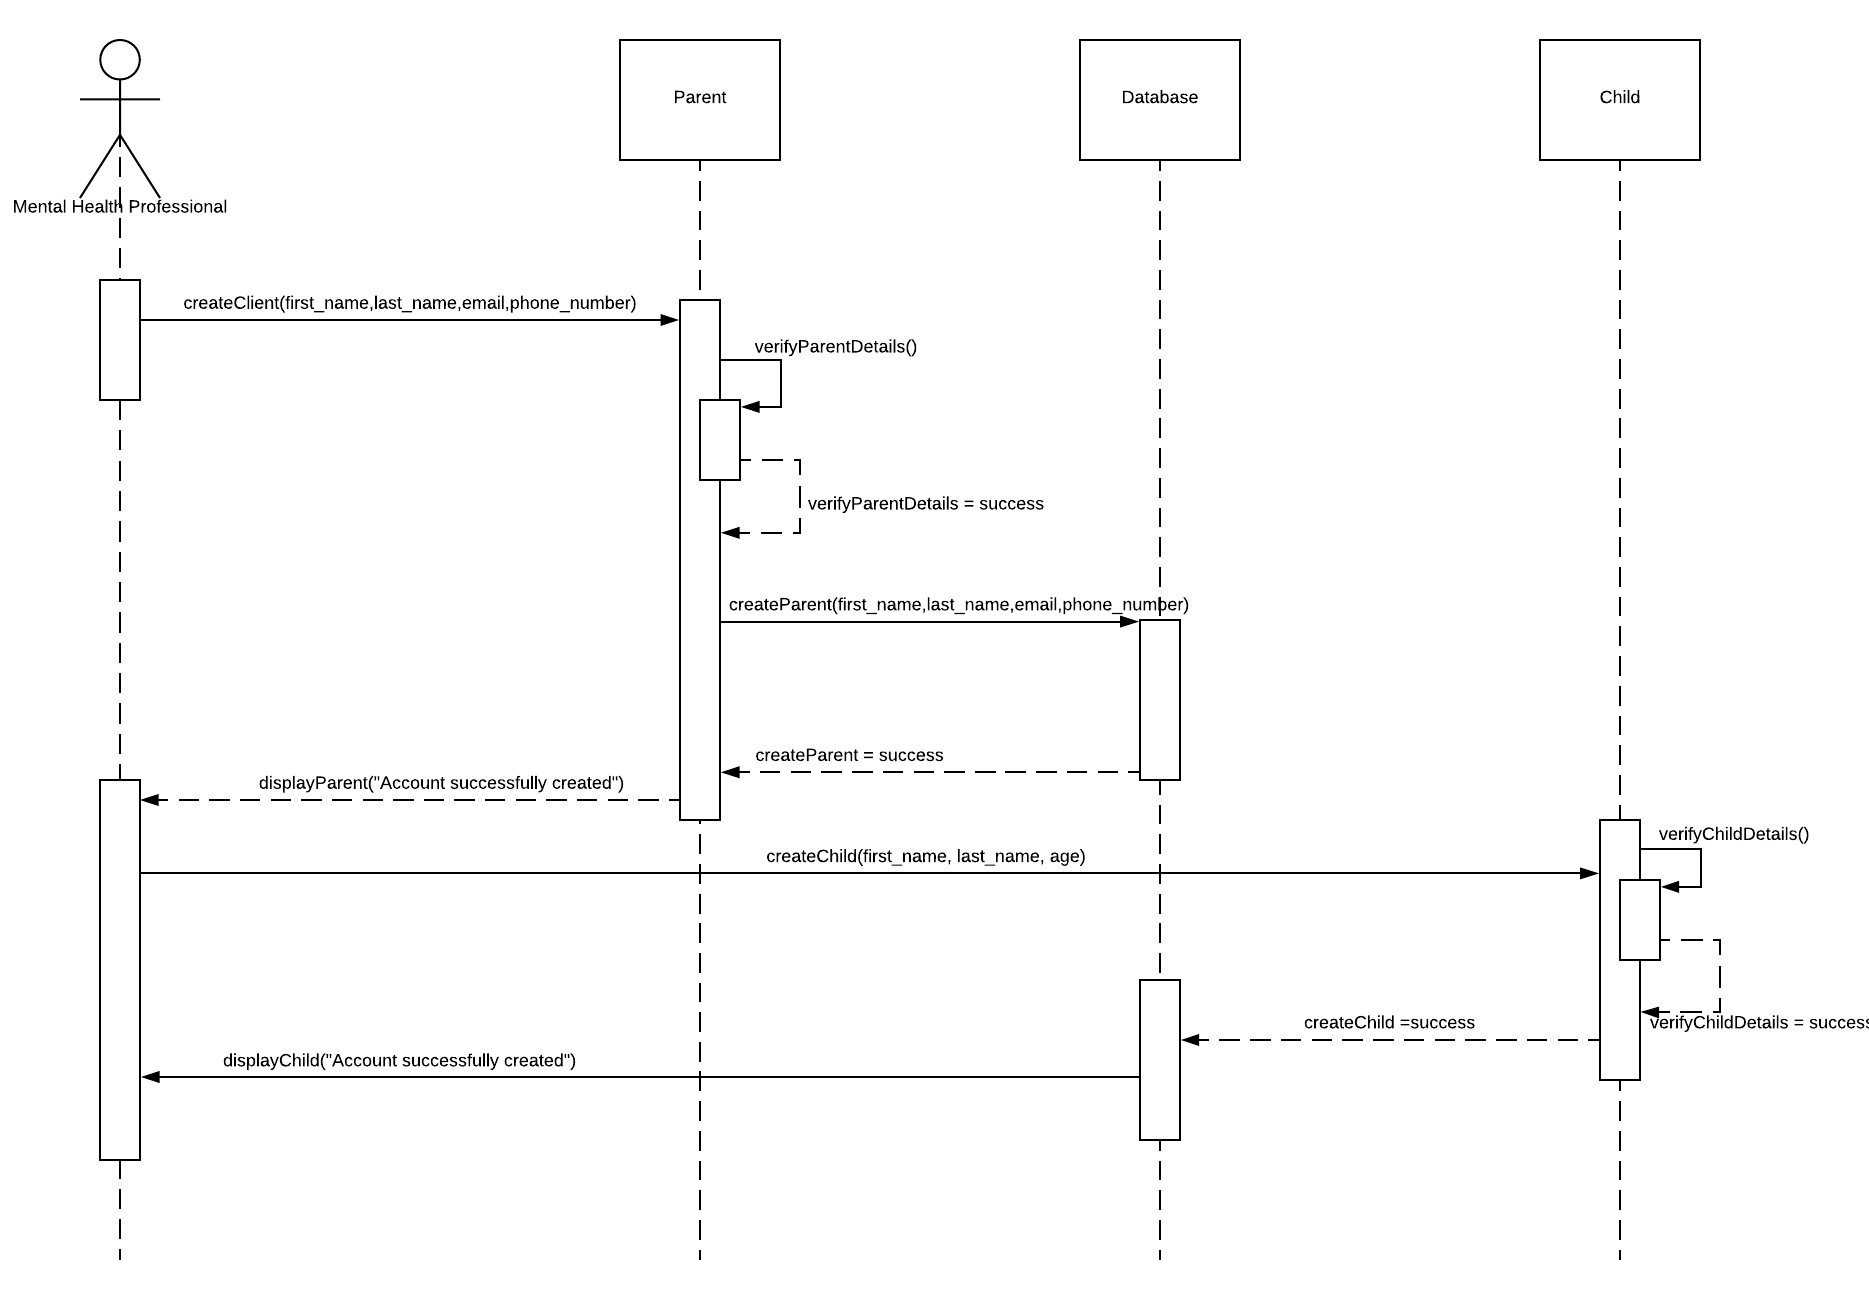 Parent
Database
Child
Mental Health Professional
createClient(first_name,last_name,email,phone_number)
verifyParentDetails()
verifyParentDetails = success
createParent(first_name,last_name,email,phone_number)
createParent = success
displayParent("Account successfully created")
verifyChildDetails()
createChild(first_name, last_name, age)
createChild =success
verifyChildDetails = success
displayChild("Account successfully created")